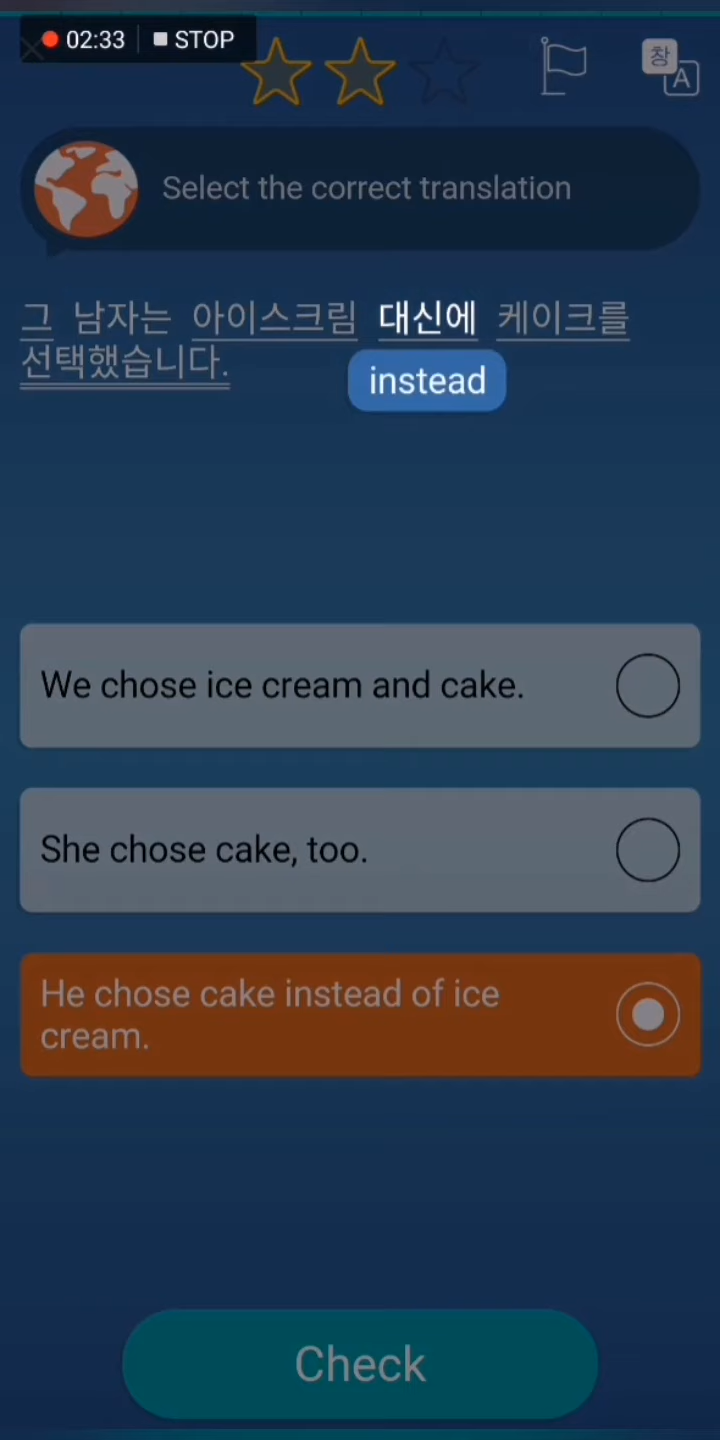 02:33 STOP
창 A
Select the correct translation
그 남자는 아이스크림 대신에 케이크를
선택했습니다.
instead
We chose ice cream and cake.
She chose cake, too.
He chose cake instead of ice
cream.
Check